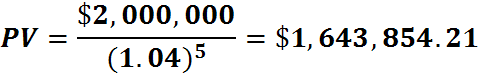 PV = $2,000,000 / (1.04)^5 = $1,643,854.21